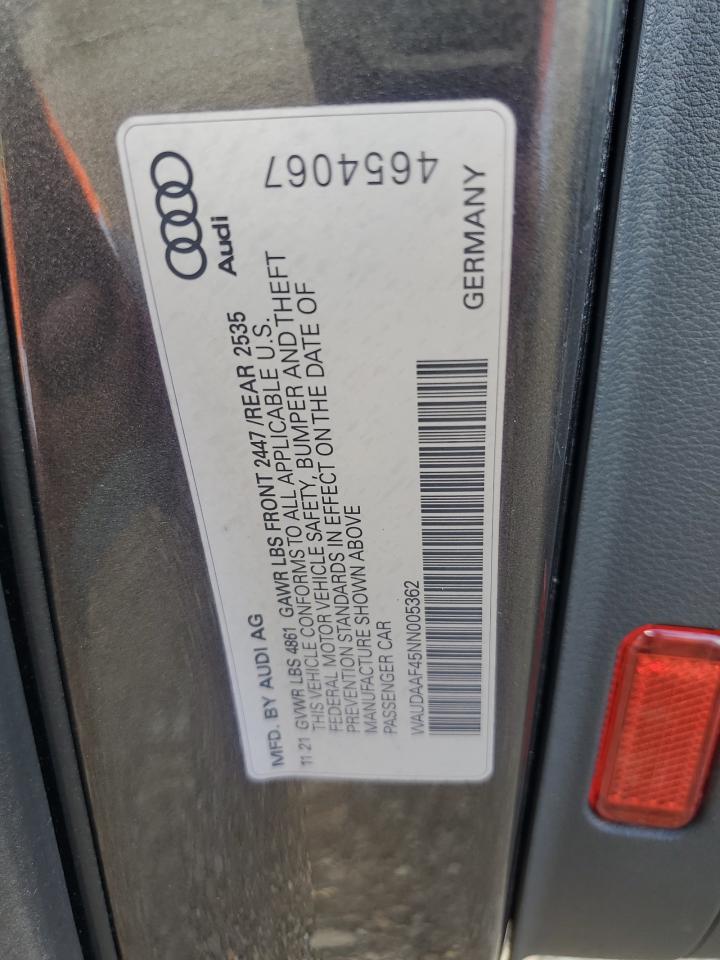 MFD. BY AUDI AG
Audi
11 21 GVWR LBS 4861 GAWR LBS FRONT 2447 /REAR 2535
THIS VEHICLE CONFORMS TO ALL APPLICABLE U.S.
FEDERAL MOTOR VEHICLE SAFETY, BUMPER AND THEFT
PREVENTION STANDARDS IN EFFECT ON THE DATE OF
MANUFACTURE SHOWN ABOVE
PASSENGER CAR
WAUDAAF45NN005362
GERMANY
4654067